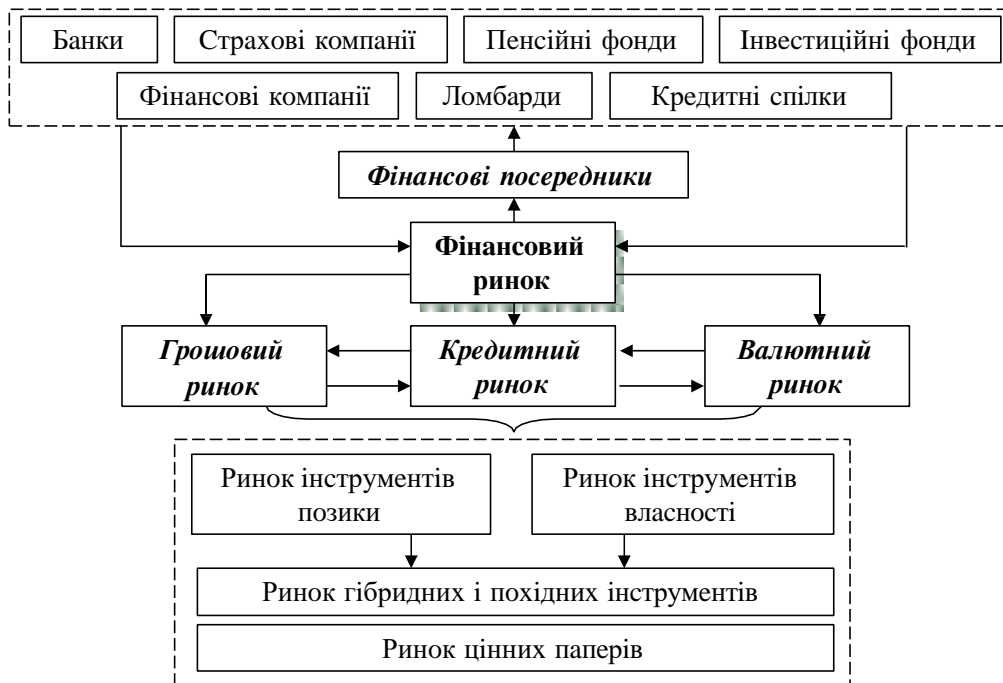 Банки
Страхові компанії
Пенсійні фонди
Інвестиційні фонди
Фінансові компанії
Ломбарди
Кредитні спілки
Фінансові посередники
Фінансовий
ринок
Грошовий
ринок
Кредитний
ринок
Валютний
ринок
Ринок інструментів
позики
Ринок інструментів
власності
Ринок гібридних і похідних інструментів
Ринок цінних паперів